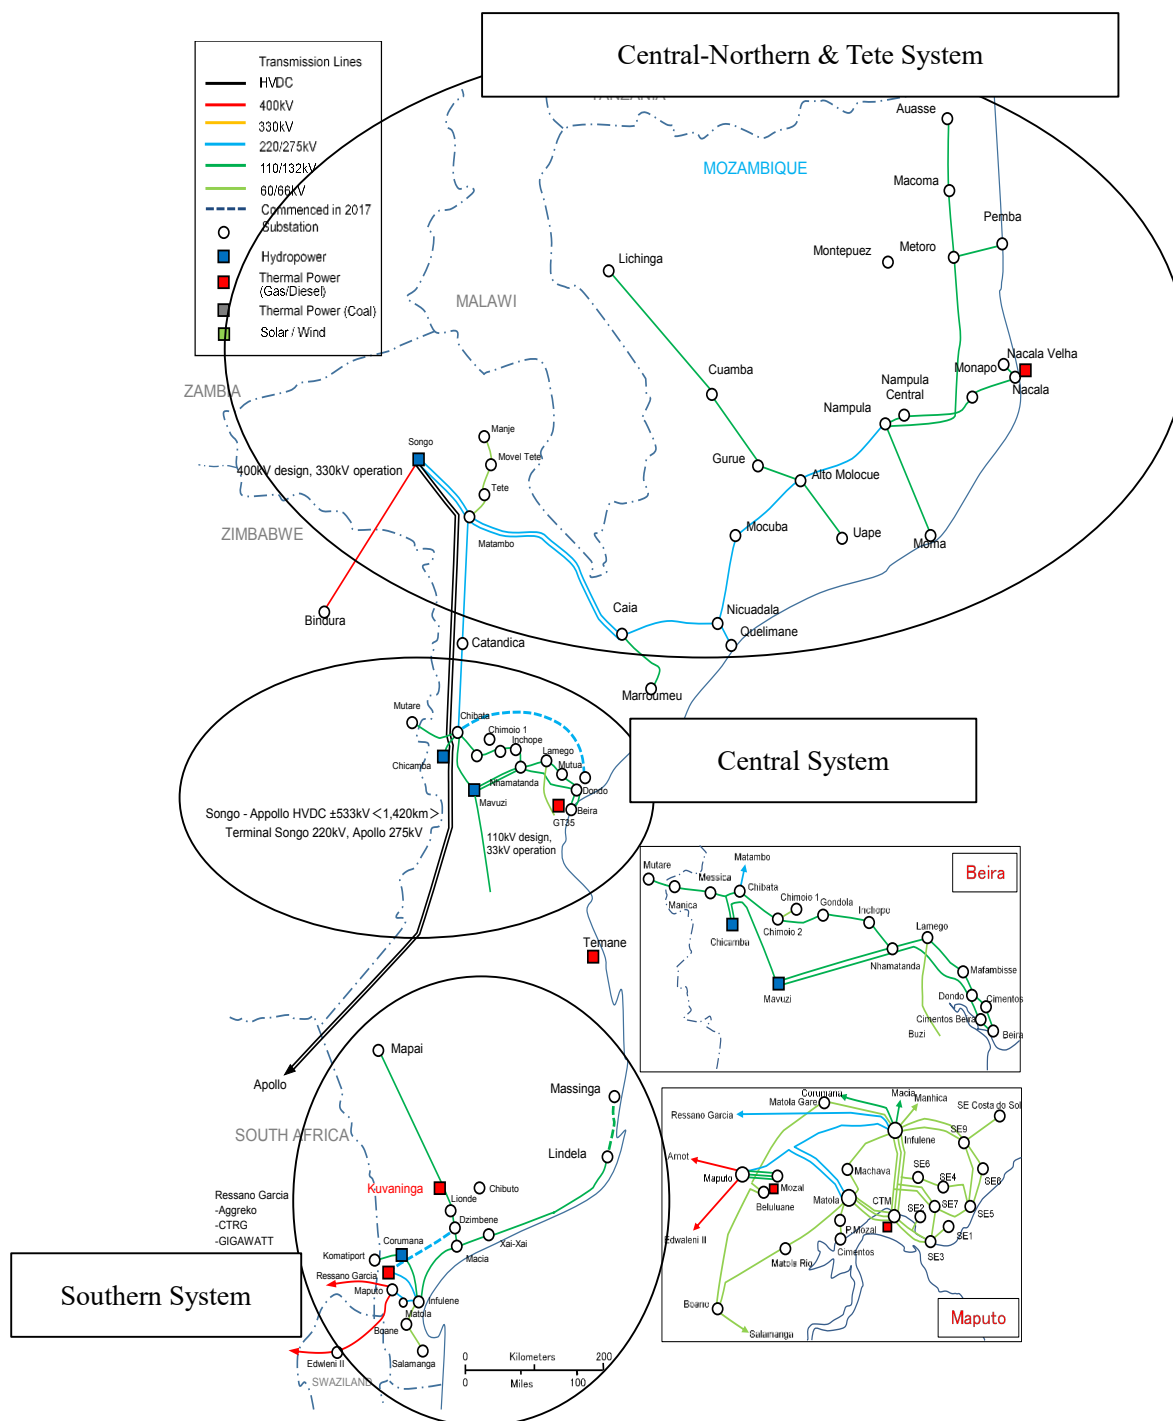 Central-Northern & Tete System
Transmission Lines
HVDC
400kV
330kV
220/275kV
110/132kV
60/66kV
Commenced in 2017
Substation
Hydropower
Thermal Power
(Gas/Diesel)
Thermal Power (Coal)
Solar / Wind
TANZANIA
MOZAMBIQUE
MALAWI
ZAMBIA
ZIMBABWE
Auasse
Macoma
Pemba
Metoro
Montepuez
Lichinga
Cuamba
Nacala Velha
Monapo
Nacala
Nampula
Central
Nampula
Gurue
Alto Molocue
Mocuba
Uape
Moma
Manje
Movel Tete
Tete
Songo
400kV design, 330kV operation
Matambo
Bindura
Caia
Nicuadala
Quelimane
Catandica
Marroumeu
Central System
Mutare
Chibata
Chimoio 1
Inchope
Lamego
Mutua
Chicamba
Nhamatanda
Dondo
Mavuzi
Beira
GT35
Songo - Appollo HVDC ±533kV <1,420km>
Terminal Songo 220kV, Apollo 275kV
110kV design,
33kV operation
Temane
Beira
Mutare
Messica
Matambo
Chibata
Manica
Chimoio 1
Gondola
Inchope
Chimoio 2
Chicamba
Lamego
Nhamatanda
Mavuzi
Mafambisse
Dondo
Cimentos
Cimentos Beira
Buzi
Beira
Apollo
SOUTH AFRICA
Mapai
Massinga
Lindela
Kuvaninga
Chibuto
Lionde
Dzimbene
Xai-Xai
Macia
Ressano Garcia
-Aggreko
-CTRG
-GIGAWATT
Corumana
Komatiport
Ressano Garcia
Maputo
Infulene
Matola
Boane
Salamanga
Edwleni II
SWAZILAND
Southern System
0
Kilometers
200
0
Miles
100
Corumana
Matola Gare
Macia
Manhica
SE Costa do Sol
Ressano Garcia
Infulene
SE9
Arnot
Maputo
Machava
SE6
SE4
SE8
Mozal
Beluluane
Matola
CTM
SE2
SE7
SE5
P.Mozal
SE1
Edwaleni II
Cimentos
SE3
Matola Rio
Boano
Salamanga
Maputo